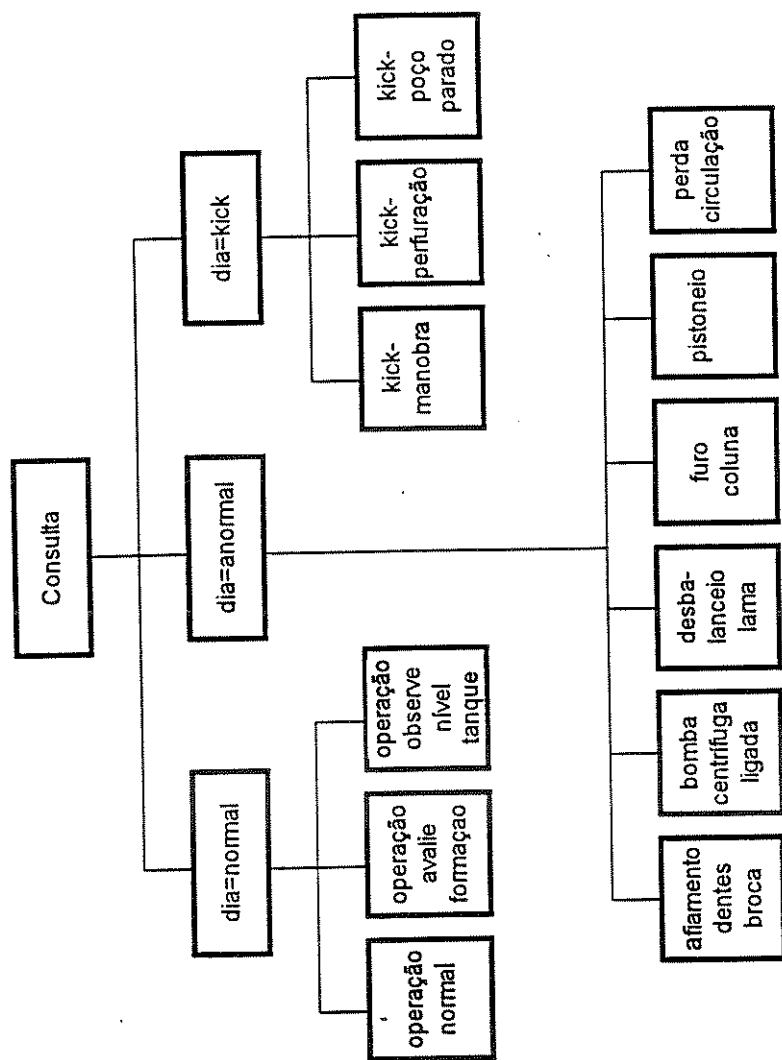 Consulta
dia=normal
dia=anormal
dia=kick
operação
normal
operação
avalie
formaçao
operação
observe
nível
tanque
kick-
manobra
kick-
perfuração
kick-
poço
parado
afiamento
dentes
broca
bomba
centrífuga
ligada
desba-
lanceio
lama
furo
coluna
pistoneio
perda
circulação